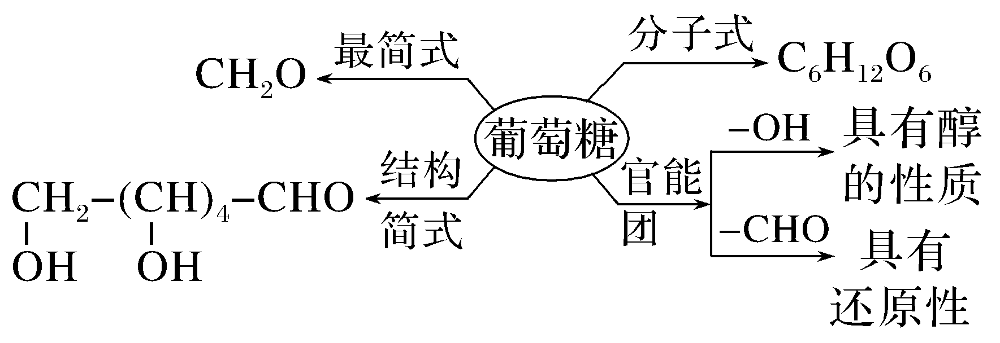 最简式
CH₂O
分子式
C₆H₁₂O₆
葡萄糖
结构
简式
CH₂–(CH)₄–CHO
OH OH
官能
团
–OH
具有醇
的性质
–CHO
具有
还原性